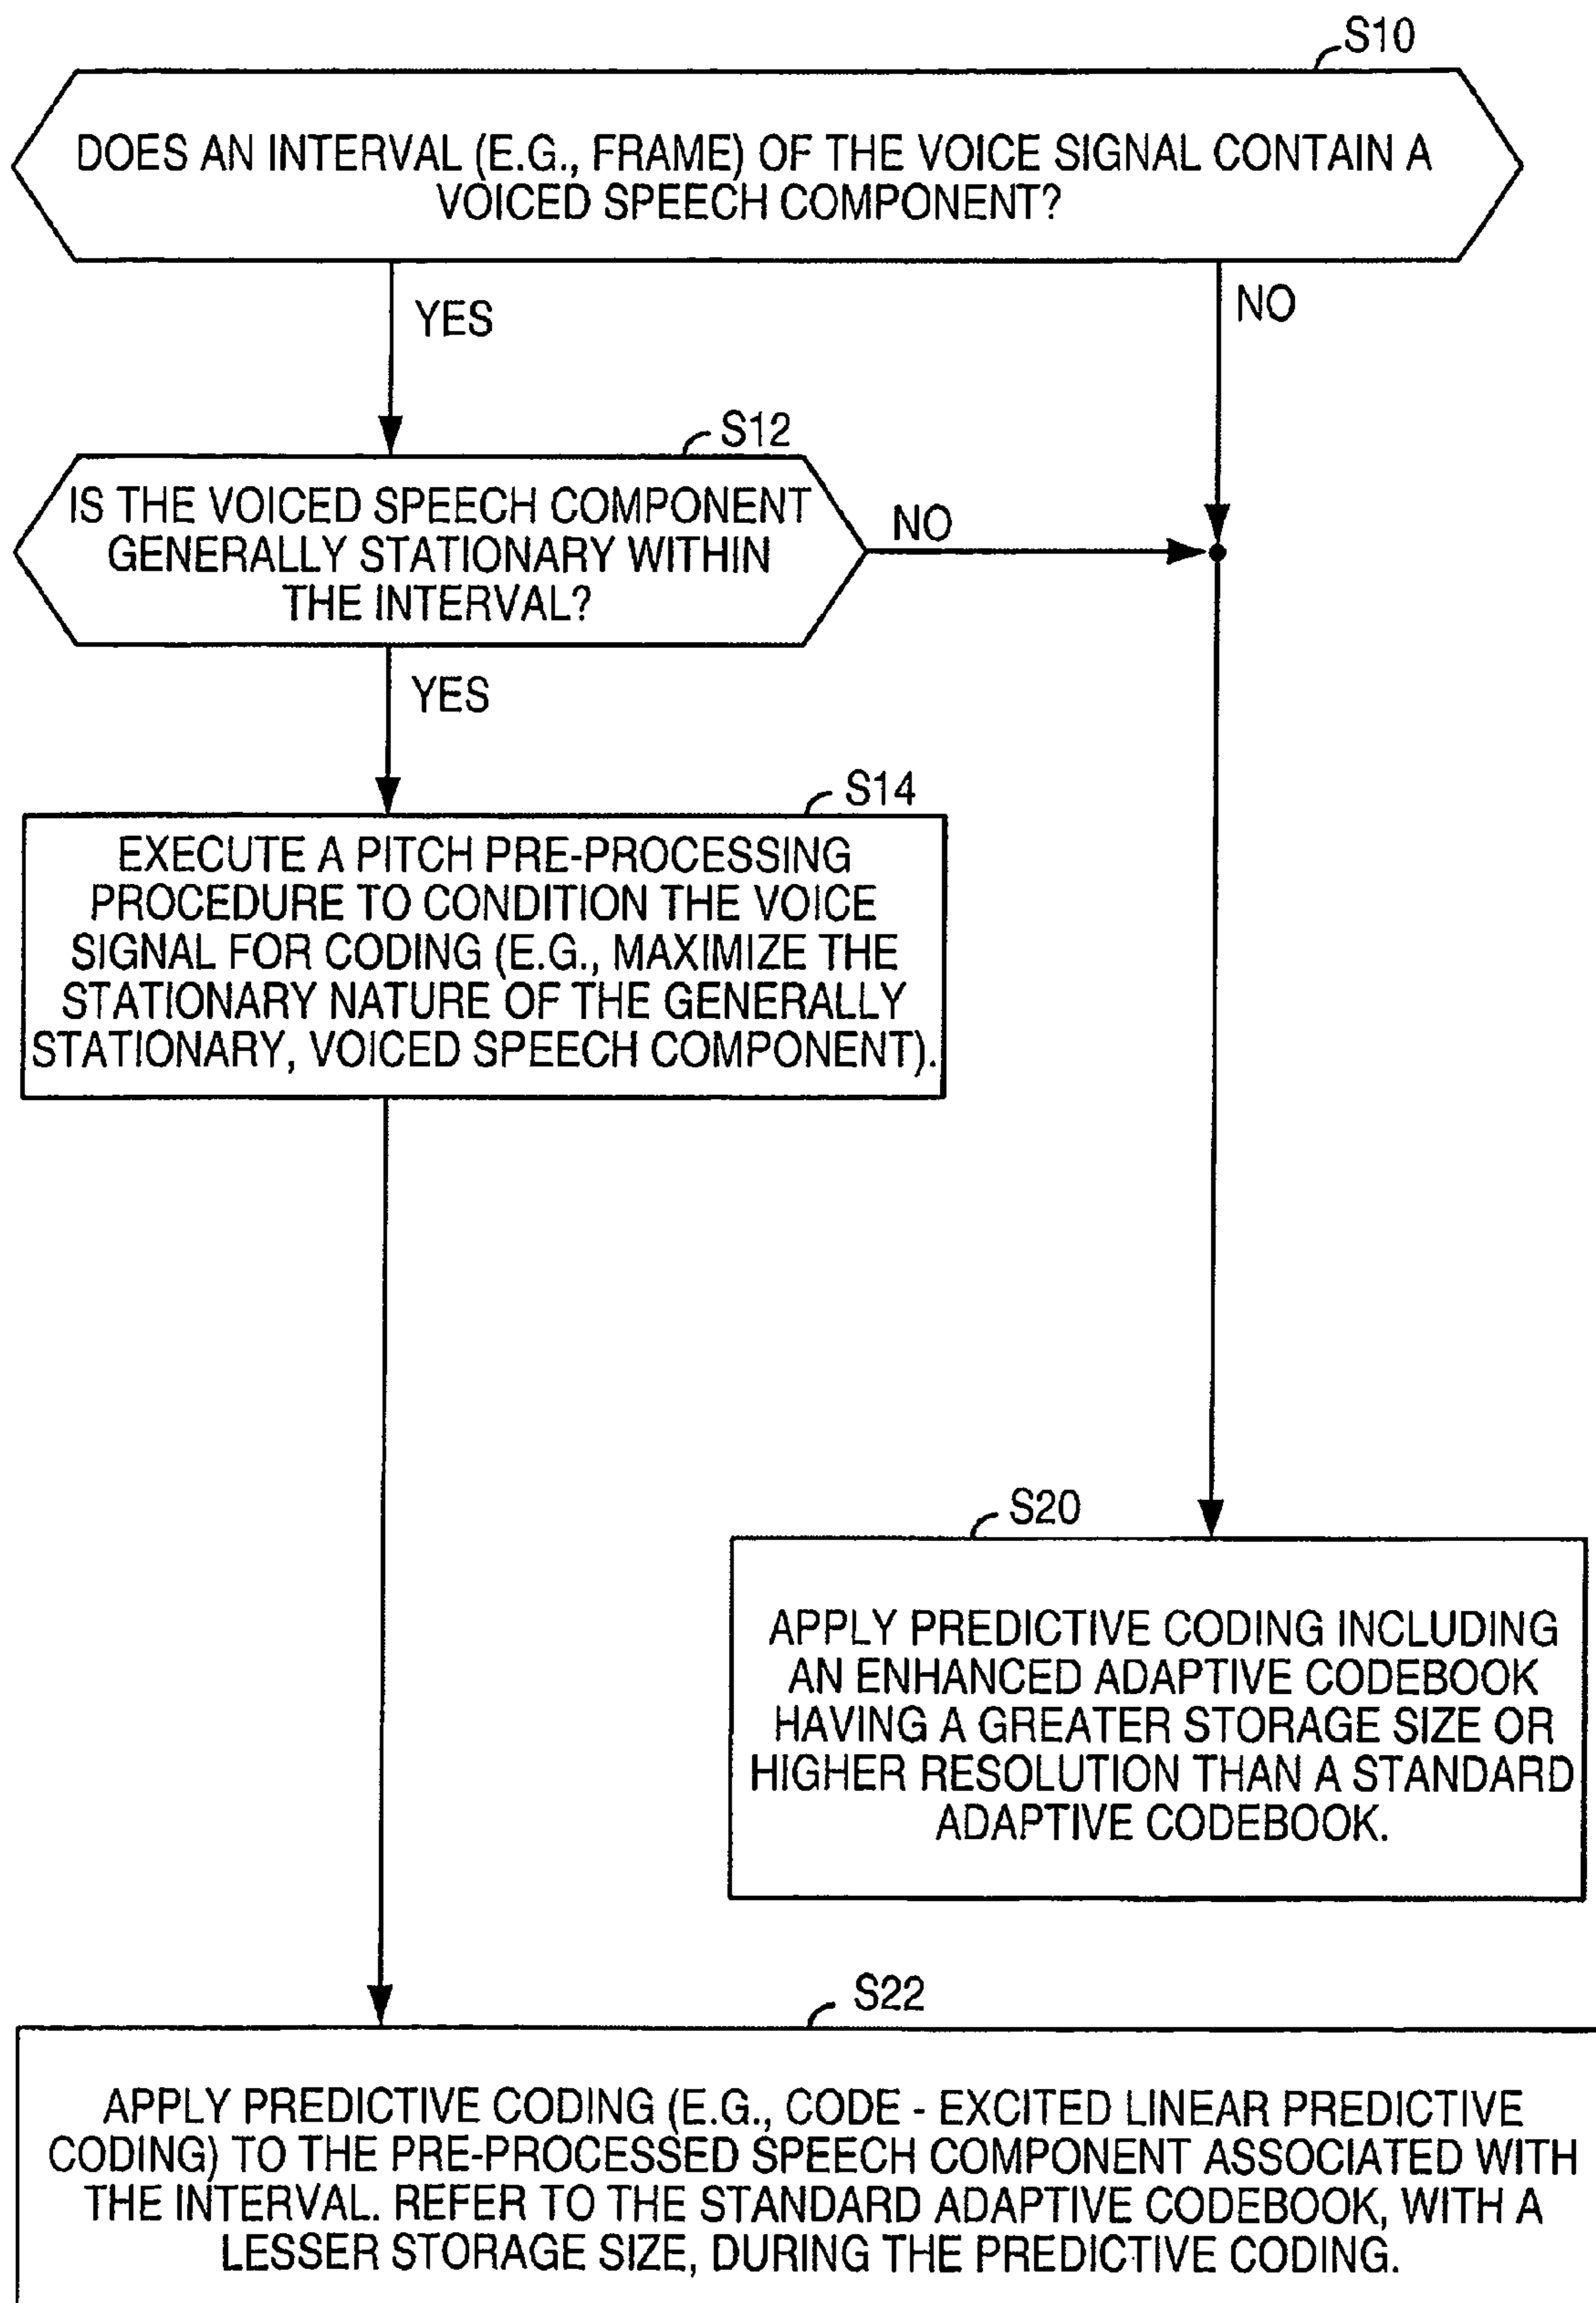 S10
DOES AN INTERVAL (E.G., FRAME) OF THE VOICE SIGNAL CONTAIN A
VOICED SPEECH COMPONENT?
YES
NO
S12
IS THE VOICED SPEECH COMPONENT
GENERALLY STATIONARY WITHIN
THE INTERVAL?
NO
YES
S14
EXECUTE A PITCH PRE-PROCESSING
PROCEDURE TO CONDITION THE VOICE
SIGNAL FOR CODING (E.G., MAXIMIZE THE
STATIONARY NATURE OF THE GENERALLY
STATIONARY, VOICED SPEECH COMPONENT).
S20
APPLY PREDICTIVE CODING INCLUDING
AN ENHANCED ADAPTIVE CODEBOOK
HAVING A GREATER STORAGE SIZE OR
HIGHER RESOLUTION THAN A STANDARD
ADAPTIVE CODEBOOK.
S22
APPLY PREDICTIVE CODING (E.G., CODE - EXCITED LINEAR PREDICTIVE
CODING) TO THE PRE-PROCESSED SPEECH COMPONENT ASSOCIATED WITH
THE INTERVAL. REFER TO THE STANDARD ADAPTIVE CODEBOOK, WITH A
LESSER STORAGE SIZE, DURING THE PREDICTIVE CODING.